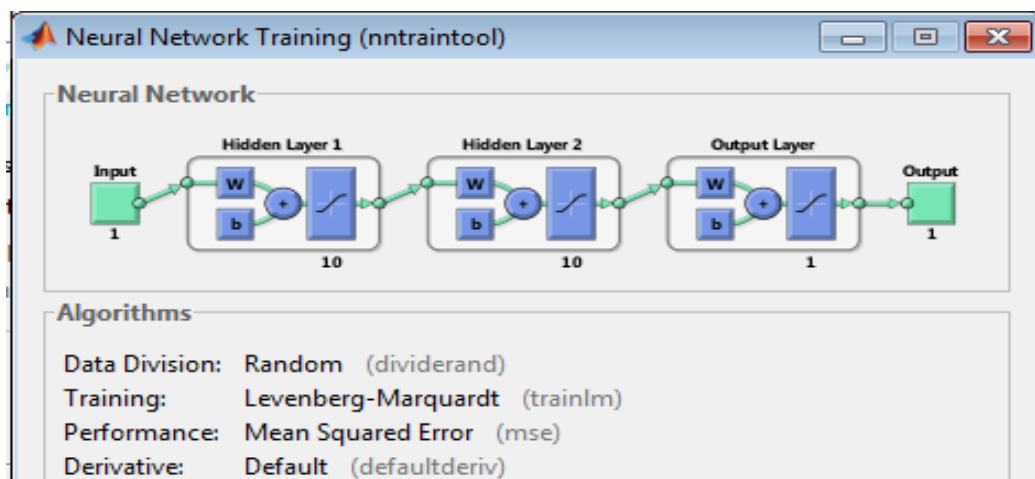 Neural Network Training (nntraintool)
Neural Network
Hidden Layer 1
Hidden Layer 2
Output Layer
Input
W
b
+
W
b
+
W
b
+
Output
1
10
10
1
1
Algorithms
Data Division: Random (dividerand)
Training: Levenberg-Marquardt (trainlm)
Performance: Mean Squared Error (mse)
Derivative: Default (defaultderiv)